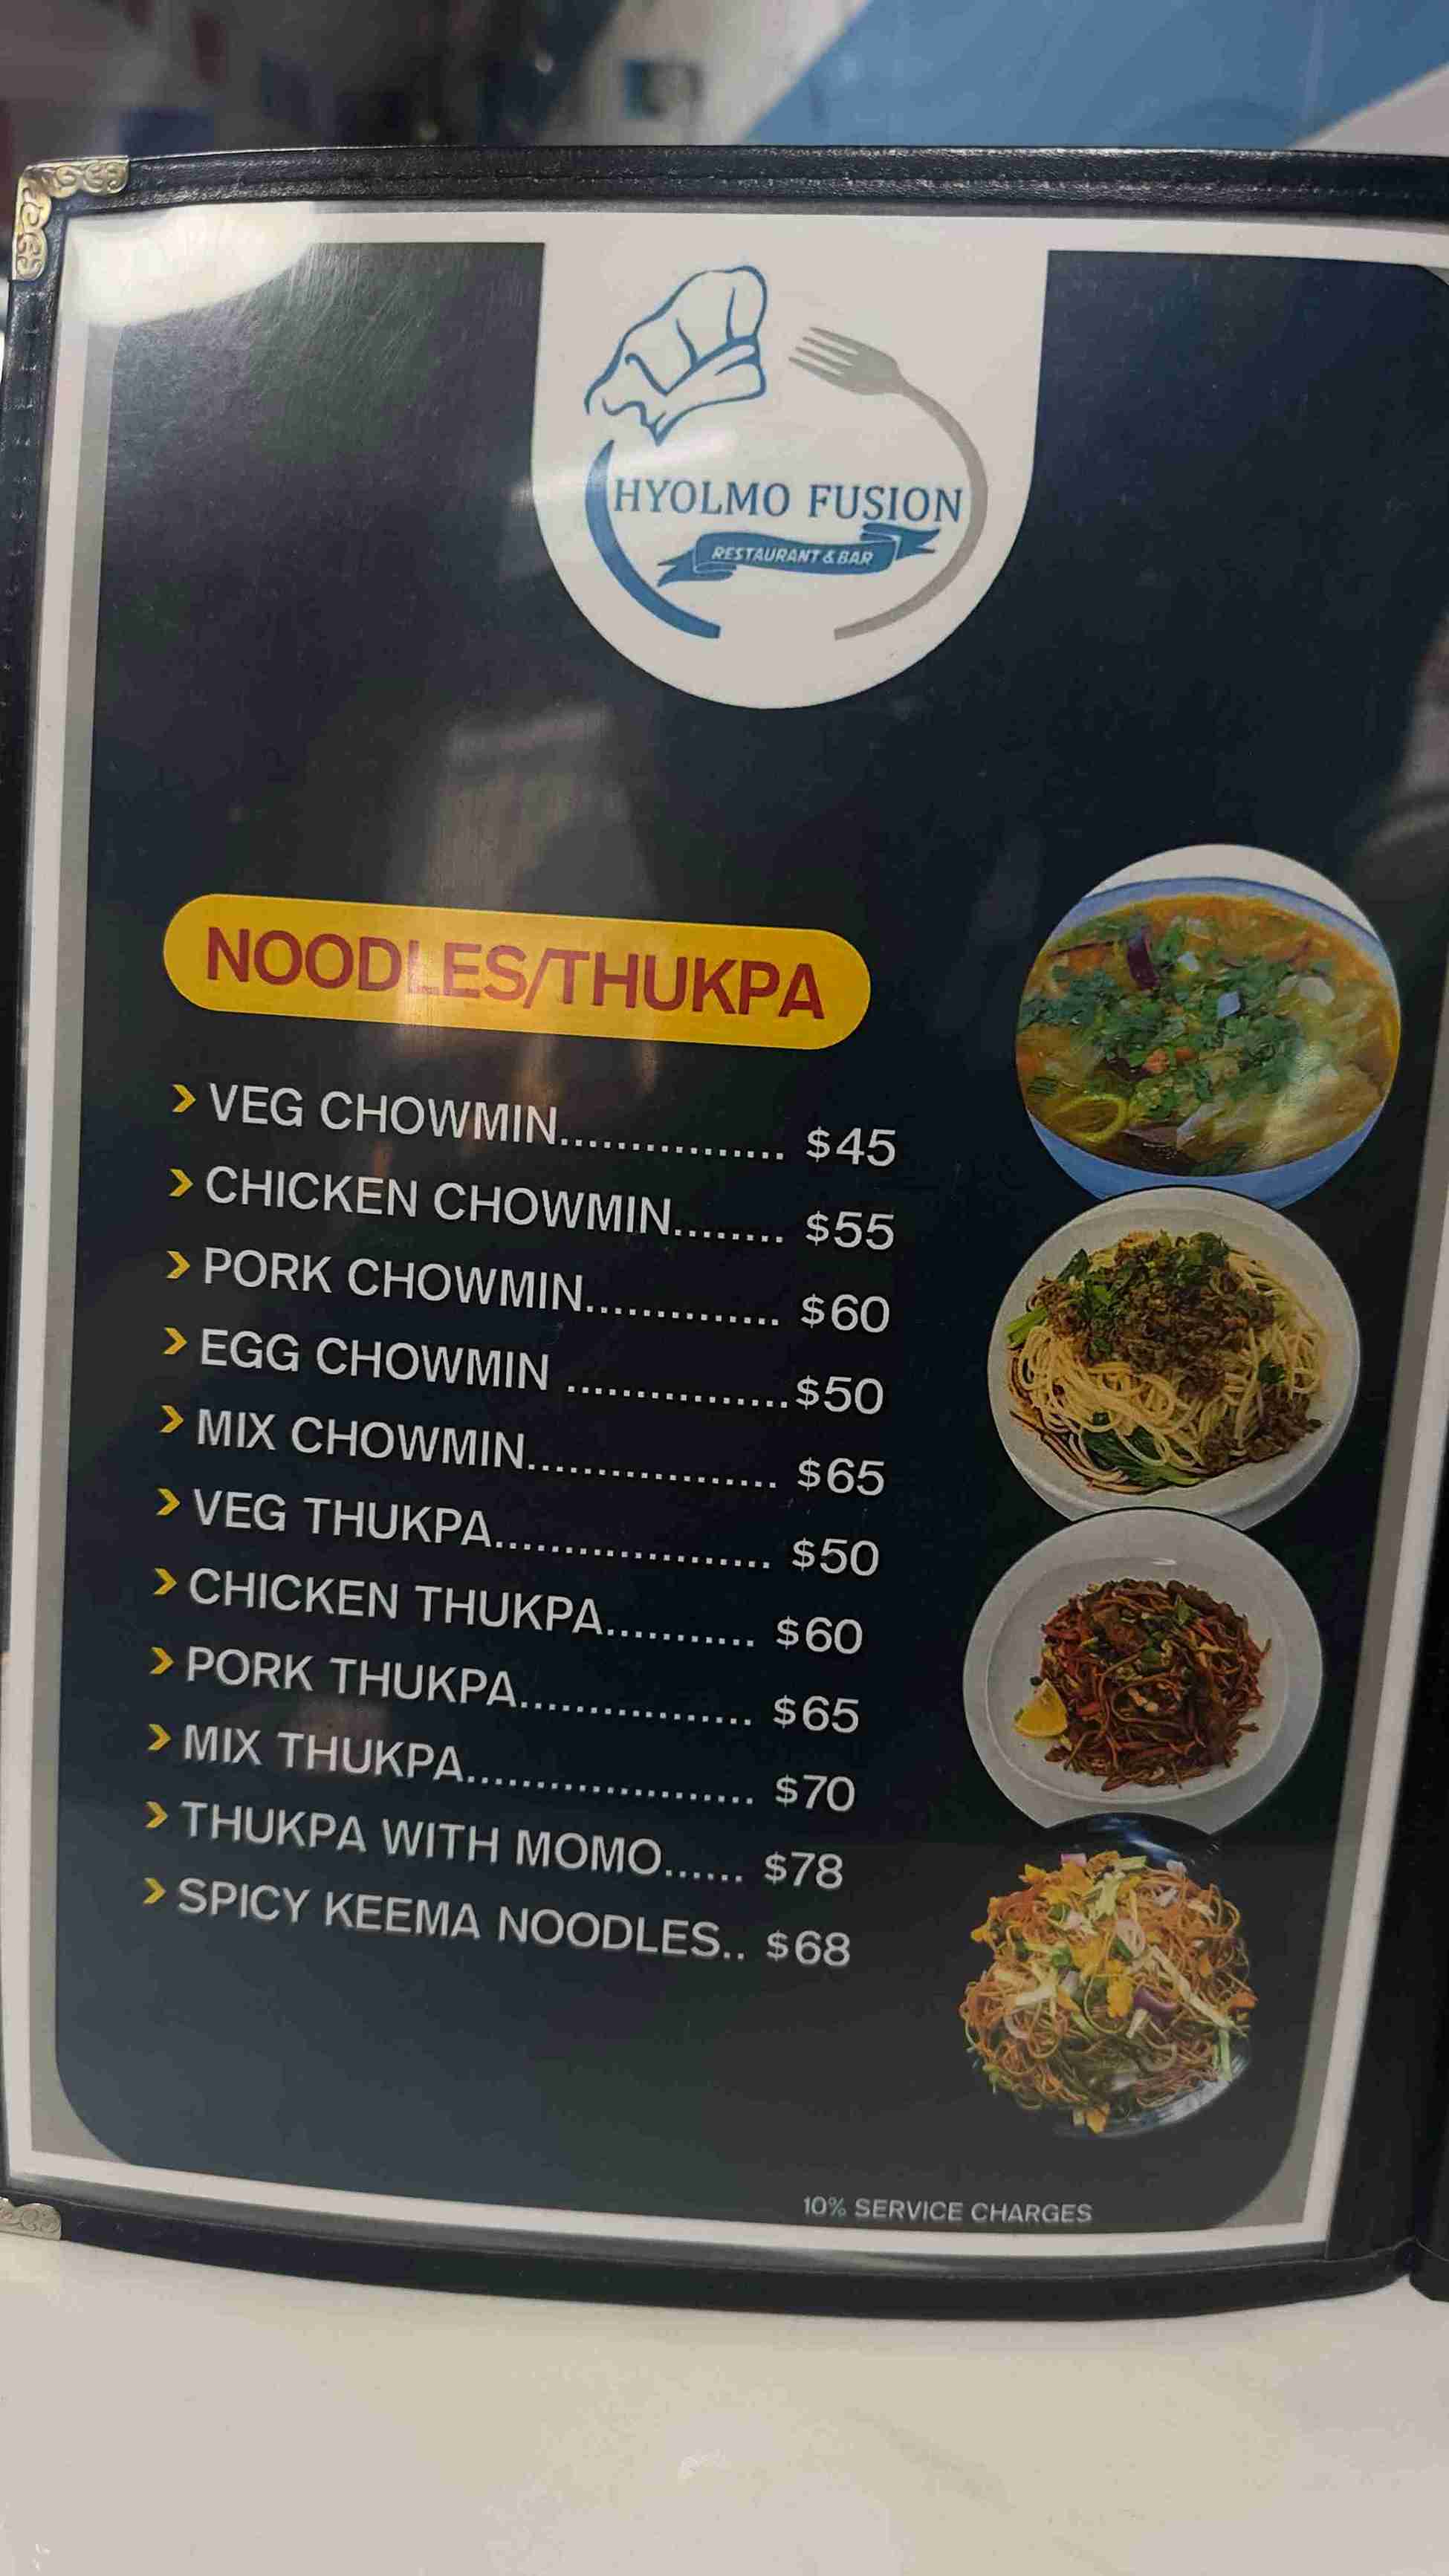 HYOLMO FUSION
RESTAURANT & BAR
NOODLES/THUKPA
VEG CHOWMIN................ $45
CHICKEN CHOWMIN........ $55
PORK CHOWMIN.............. $60
EGG CHOWMIN ................$50
MIX CHOWMIN.................. $65
VEG THUKPA.................... $50
CHICKEN THUKPA........... $60
PORK THUKPA................. $65
MIX THUKPA..................... $70
THUKPA WITH MOMO...... $78
SPICY KEEMA NOODLES.. $68
10% SERVICE CHARGES